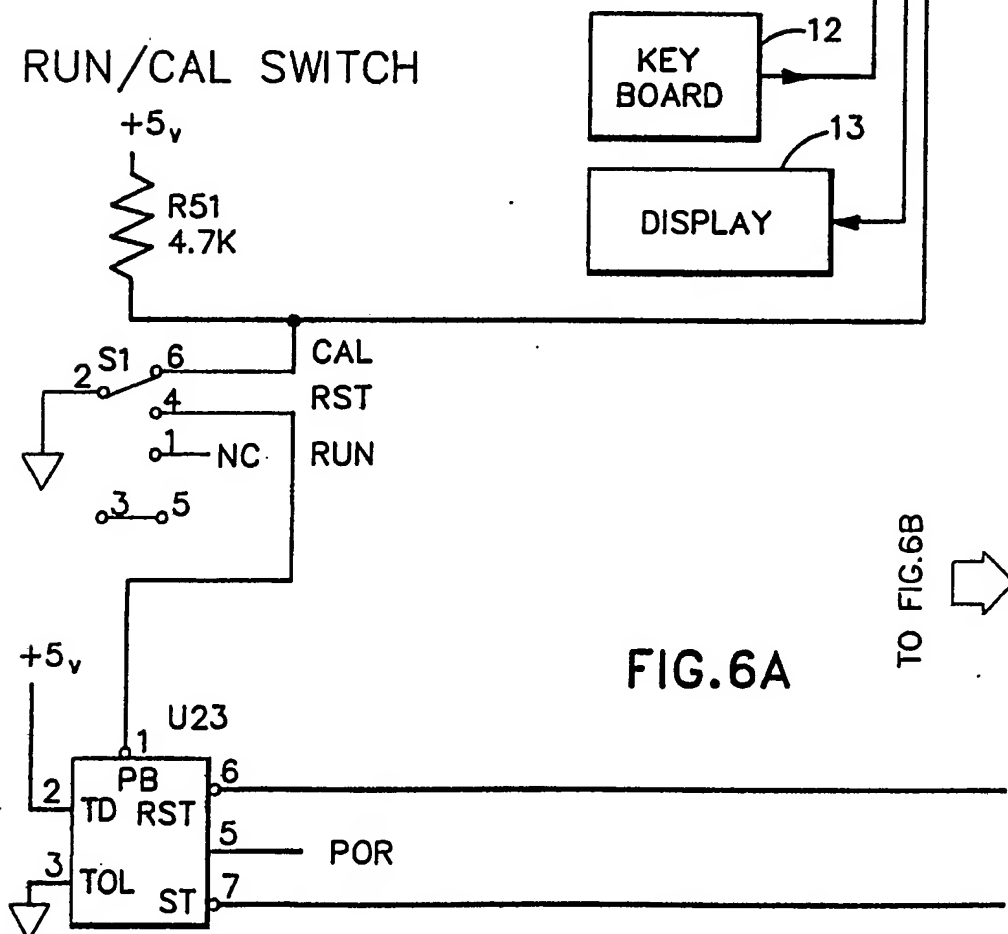 12
KEY
BOARD
RUN/CAL SWITCH
+5v
13
R51
4.7K
DISPLAY
S1
6
CAL
2
4
RST
1
NC
RUN
3
5
TO FIG.6B
+5v
FIG.6A
U23
1
PB
6
2
TD
RST
5
POR
3
TOL
7
ST